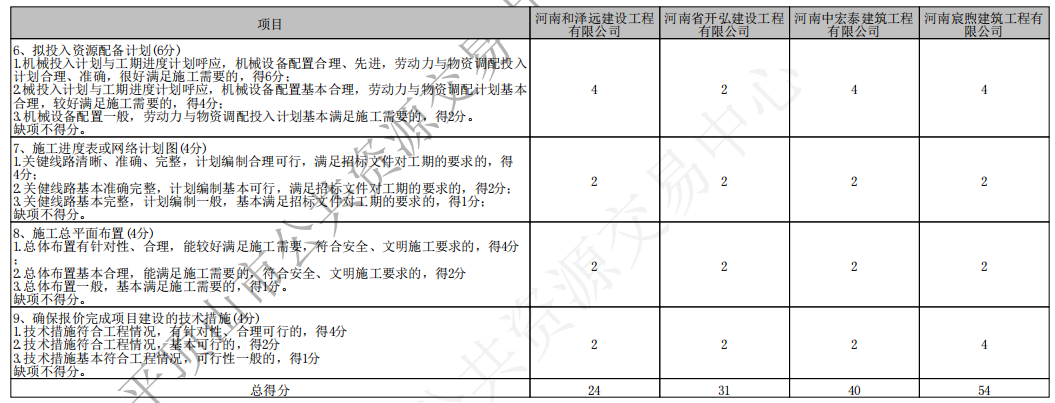 项目
河南和泽远建设工程有限公司
河南省开弘建设工程有限公司
河南中宏泰建筑工程有限公司
河南宸煦建筑工程有限公司
6、拟投入资源配备计划(6分)
1.机械投入计划与工期进度计划呼应，机械设备配置合理、先进，劳动力与物资调配投入
计划合理、准确，很好满足施工需要的，得6分；
2.械投入计划与工期进度计划呼应，机械设备配置基本合理，劳动力与物资调配计划基本
合理，较好满足施工需要的，得4分；
3.机械设备配置一般，劳动力与物资调配投入计划基本满足施工需要的，得2分。
缺项不得分。
4 2 4 4
7、施工进度表或网络计划图(4分)
1.关键线路清晰、准确、完整，计划编制合理可行，满足招标文件对工期的要求的，得
4分；
2.关健线路基本准确完整，计划编制基本可行，满足招标文件对工期的要求的，得2分；
3.关健线路基本完整，计划编制一般，基本满足招标文件对工期的要求的，得1分；
缺项不得分。
2 2 2 2
8、施工总平面布置(4分)
1.总体布置有针对性、合理，能较好满足施工需要，符合安全、文明施工要求的，得4分
；
2.总体布置基本合理，能满足施工需要的，符合安全、文明施工要求的，得2分
3.总体布置一般，基本满足施工需要的，得1分。
缺项不得分。
2 2 2 2
9、确保报价完成项目建设的技术措施(4分)
1.技术措施符合工程情况，有针对性、合理可行的，得4分
2.技术措施符合工程情况，基本可行的，得2分
3.技术措施基本符合工程情况，可行性一般的，得1分
缺项不得分。
2 2 2 4
总得分 24 31 40 54
平顶山市公共资源交易中
公共资源交易中心